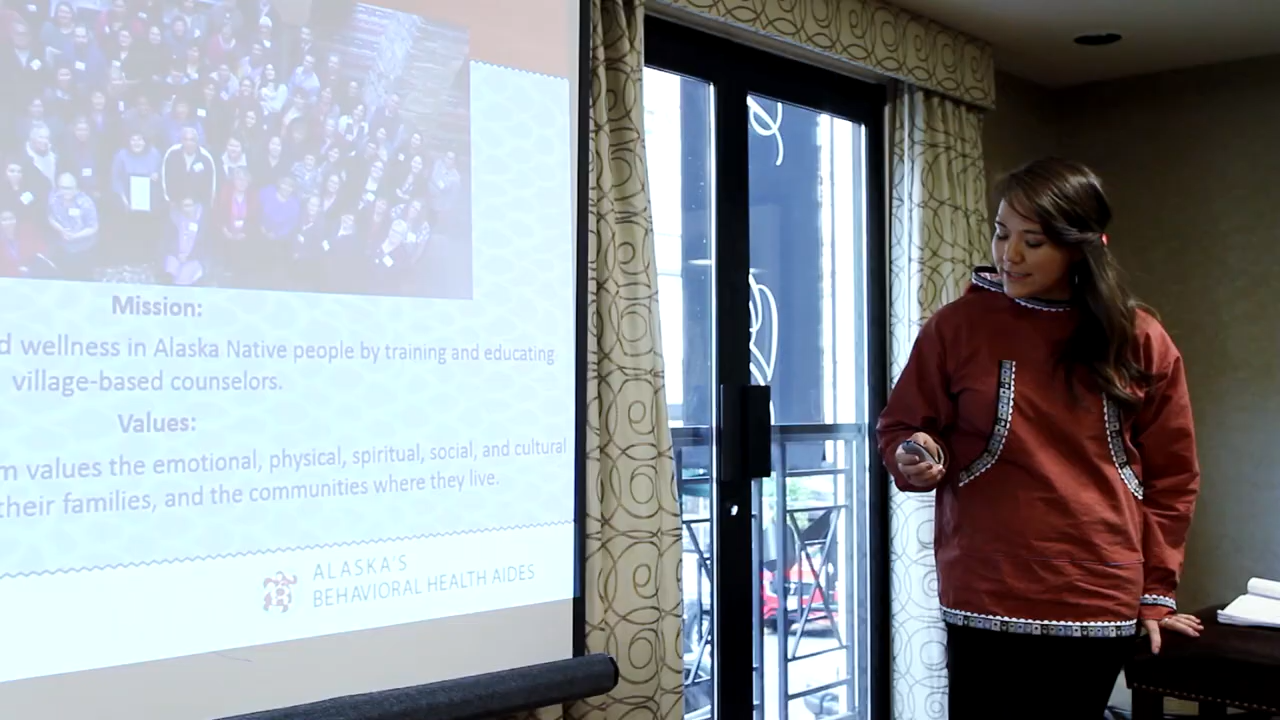 Mission:
d wellness in Alaska Native people by training and educating
village-based counselors.
Values:
m values the emotional, physical, spiritual, social, and cultural
their families, and the communities where they live.
ALASKA'S
BEHAVIORAL HEALTH AIDES